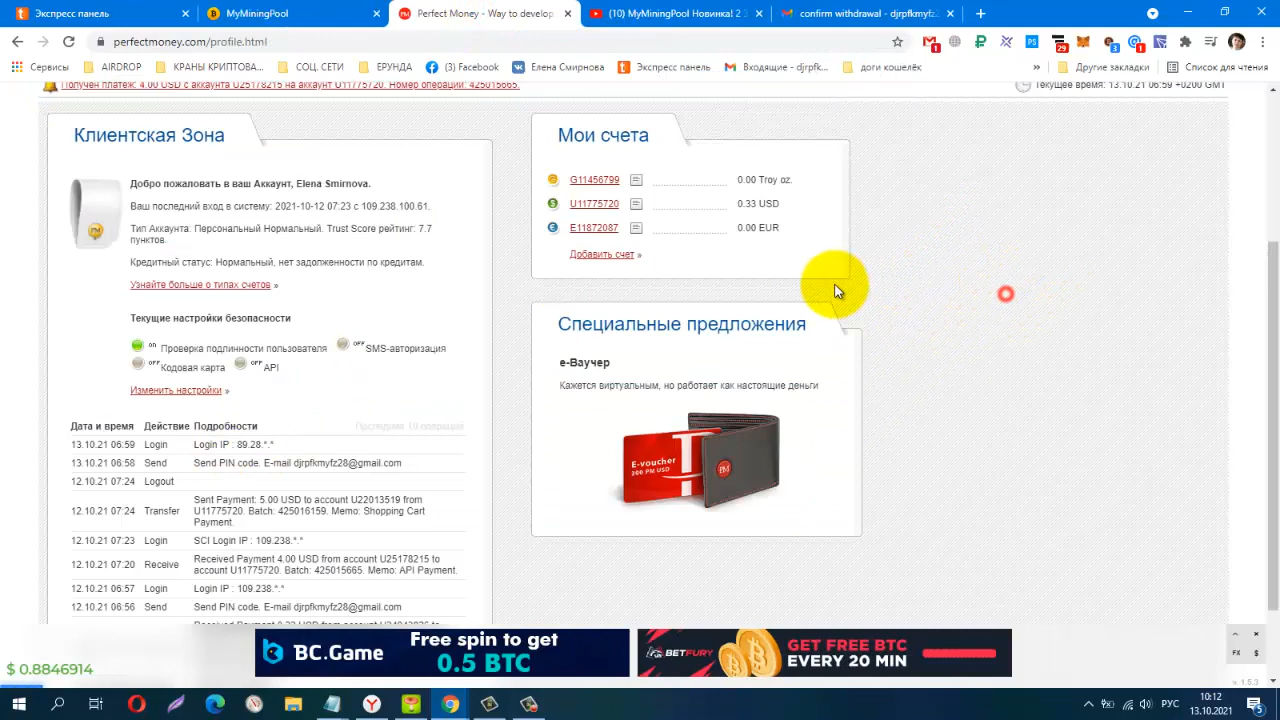 Экспресс панель
MyMiningPool
Perfect Money - Way to develop
(10) MyMiningPool Новинка! 2 3
confirm withdrawal - djrpfkmyfz2
perfectmoney.com/profile.html
Сервисы
AIRDROP
КРАНЫ КРИПТОВА...
СОЦ. СЕТИ
ЕРУНДА
(3) Facebook
Елена Смирнова
Экспресс панель
Входящие - djrpfk...
доги кошелёк
»
Другие закладки
Список для чтения
Получен платеж: 4.00 USD с аккаунта U25178215 на аккаунт U11775720. Номер операции: 425015665.
Текущее время: 13.10.21 06:59 +0200 GMT
Клиентская Зона
Добро пожаловать в ваш Аккаунт, Elena Smirnova.
Ваш последний вход в систему: 2021-10-12 07:23 с 109.238.100.61.
Тип Аккаунта: Персональный Нормальный. Trust Score рейтинг: 7.7
пунктов.
Кредитный статус: Нормальный, нет задолженности по кредитам.
Узнайте больше о типах счетов »
Текущие настройки безопасности
ON Проверка подлинности пользователя OFF SMS-авторизация
OFF Кодовая карта OFF API
Изменить настройки »
Дата и время Действие Подробности Последние 10 операций
13.10.21 06:59 Login Login IP : 89.28.*.*
13.10.21 06:58 Send Send PIN code. E-mail djrpfkmyfz28@gmail.com
12.10.21 07:24 Logout
12.10.21 07:24 Transfer Sent Payment: 5.00 USD to account U22013519 from
U11775720. Batch: 425016159. Memo: Shopping Cart
Payment.
12.10.21 07:23 Login SCI Login IP : 109.238.*.*
12.10.21 07:20 Receive Received Payment 4.00 USD from account U25178215 to
account U11775720. Batch: 425015665. Memo: API Payment.
12.10.21 06:57 Login Login IP : 109.238.*.*
12.10.21 06:56 Send Send PIN code. E-mail djrpfkmyfz28@gmail.com
Мои счета
G11456799 0.00 Troy oz.
U11775720 0.33 USD
E11872087 0.00 EUR
Добавить счет »
Специальные предложения
е-Ваучер
Кажется виртуальным, но работает как настоящие деньги
E-voucher
200 PM USD
PM
BC.Game
Free spin to get
0.5 BTC
BETFURY
GET FREE BTC
EVERY 20 MIN
FX $
v 1.5.3
$ 0.8846914
РУС
10:12
13.10.2021